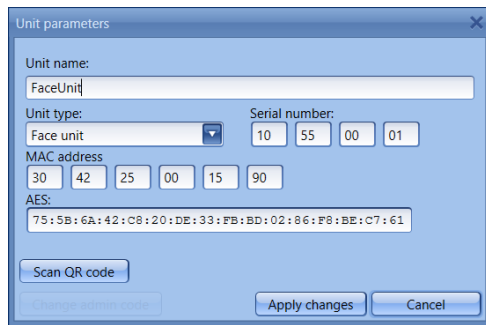 Unit parameters
Unit name:
FaceUnit
Unit type: Serial number:
Face unit 10 55 00 01
MAC address
30 42 25 00 15 90
AES:
75:5B:6A:42:C8:20:DE:33:FB:BD:02:86:F8:BE:C7:61
Scan QR code
Change admin code Apply changes Cancel